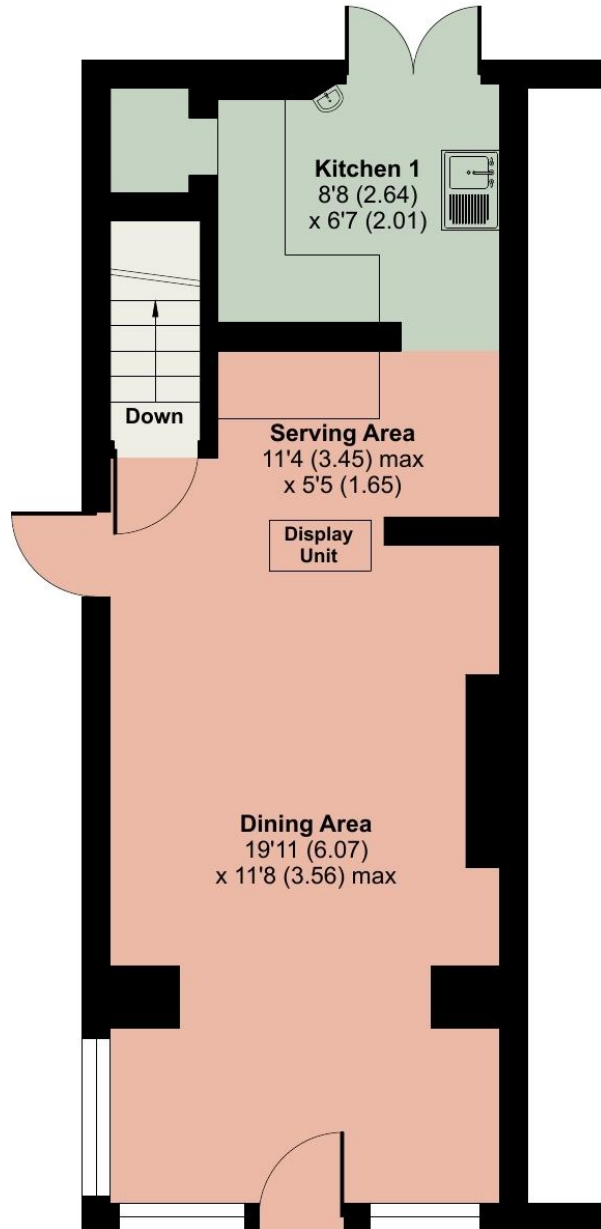 Kitchen 1
8'8 (2.64)
x 6'7 (2.01)
Down
Serving Area
11'4 (3.45) max
x 5'5 (1.65)
Display
Unit
Dining Area
19'11 (6.07)
x 11'8 (3.56) max